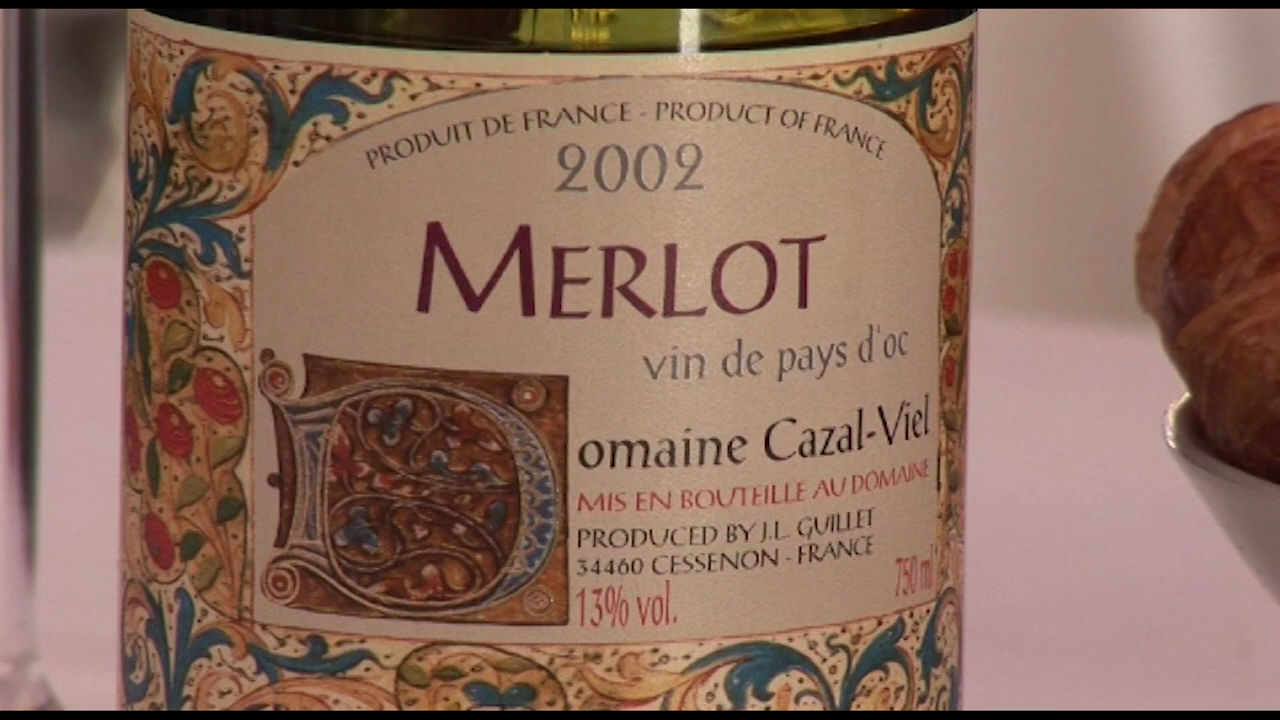 PRODUIT DE FRANCE - PRODUCT OF FRANCE
2002
MERLOT
vin de pays d'oc
Domaine Cazal-Viel
MIS EN BOUTEILLE AU DOMAINE
PRODUCED BY J.L. GUILLET
34460 CESSENON - FRANCE
13% vol. 750 ml